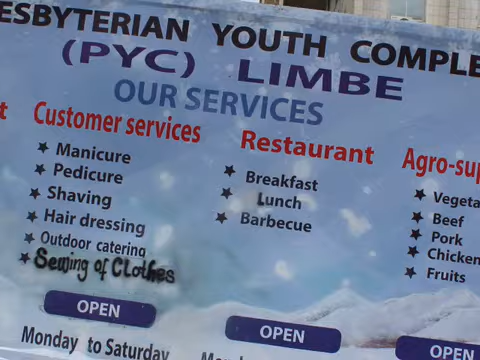 ESBYTERIAN YOUTH COMPLE
(PYC) LIMBE
OUR SERVICES
t
Customer services
Manicure
Pedicure
Shaving
Hair dressing
Outdoor catering
Sewing of Clothes
OPEN
Monday to Saturday
Restaurant
Breakfast
Lunch
Barbecue
OPEN
Agro-sup
Vegeta
Beef
Pork
Chicken
Fruits
OPEN